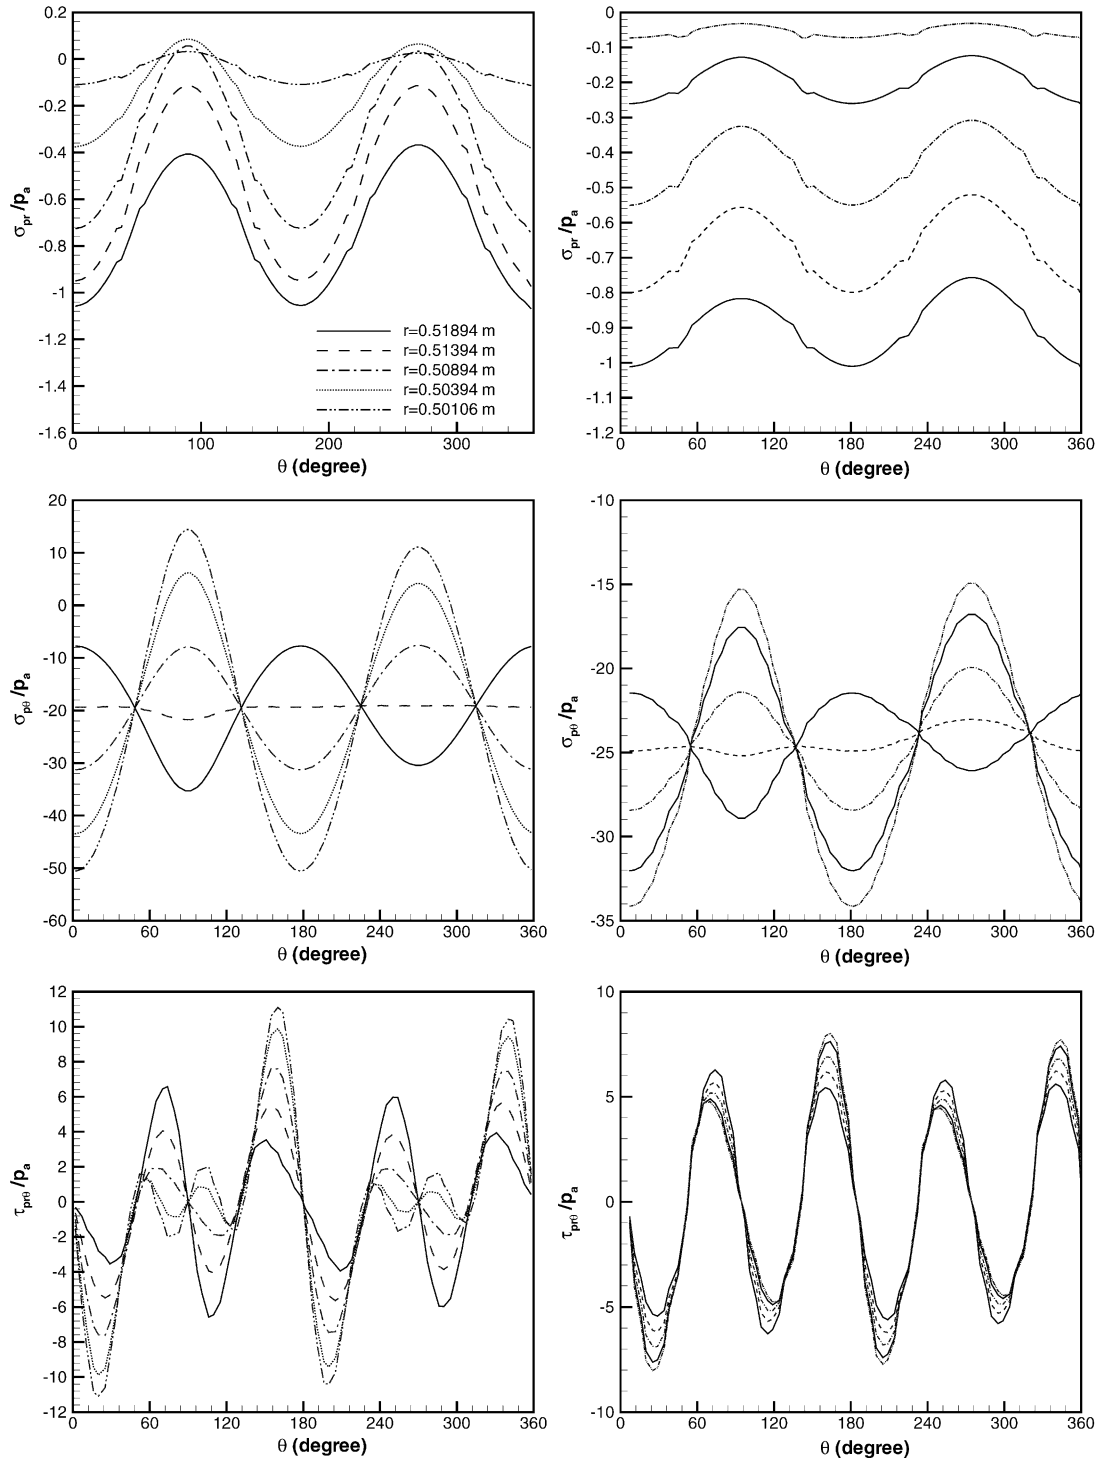 0.2
0
-0.2
-0.4
-0.6
-0.8
-1
-1.2
-1.4
-1.6
σpr /pa
r=0.51894 m
r=0.51394 m
r=0.50894 m
r=0.50394 m
r=0.50106 m
0 100 200 300
θ (degree)
0
-0.1
-0.2
-0.3
-0.4
-0.5
-0.6
-0.7
-0.8
-0.9
-1
-1.1
-1.2
σpr /pa
0 60 120 180 240 300 360
θ (degree)
20
10
0
-10
-20
-30
-40
-50
-60
σpθ /pa
0 60 120 180 240 300 360
θ (degree)
-10
-15
-20
-25
-30
-35
σpθ /pa
0 60 120 180 240 300 360
θ (degree)
12
10
8
6
4
2
0
-2
-4
-6
-8
-10
-12
τprθ /pa
0 60 120 180 240 300 360
θ (degree)
10
5
0
-5
-10
τprθ /pa
0 60 120 180 240 300 360
θ (degree)